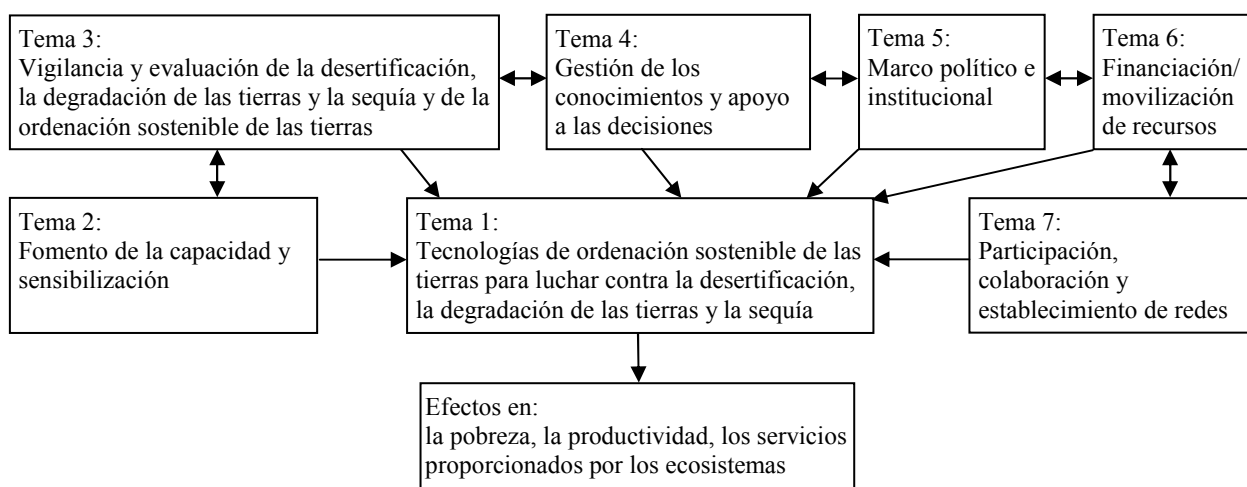 Tema 3:
Vigilancia y evaluación de la desertificación,
la degradación de las tierras y la sequía y de la
ordenación sostenible de las tierras
Tema 4:
Gestión de los
conocimientos y apoyo
a las decisiones
Tema 5:
Marco político e
institucional
Tema 6:
Financiación/
movilización
de recursos
Tema 2:
Fomento de la capacidad y
sensibilización
Tema 1:
Tecnologías de ordenación sostenible de las
tierras para luchar contra la desertificación,
la degradación de las tierras y la sequía
Tema 7:
Participación,
colaboración y
establecimiento de redes
Efectos en:
la pobreza, la productividad, los servicios
proporcionados por los ecosistemas